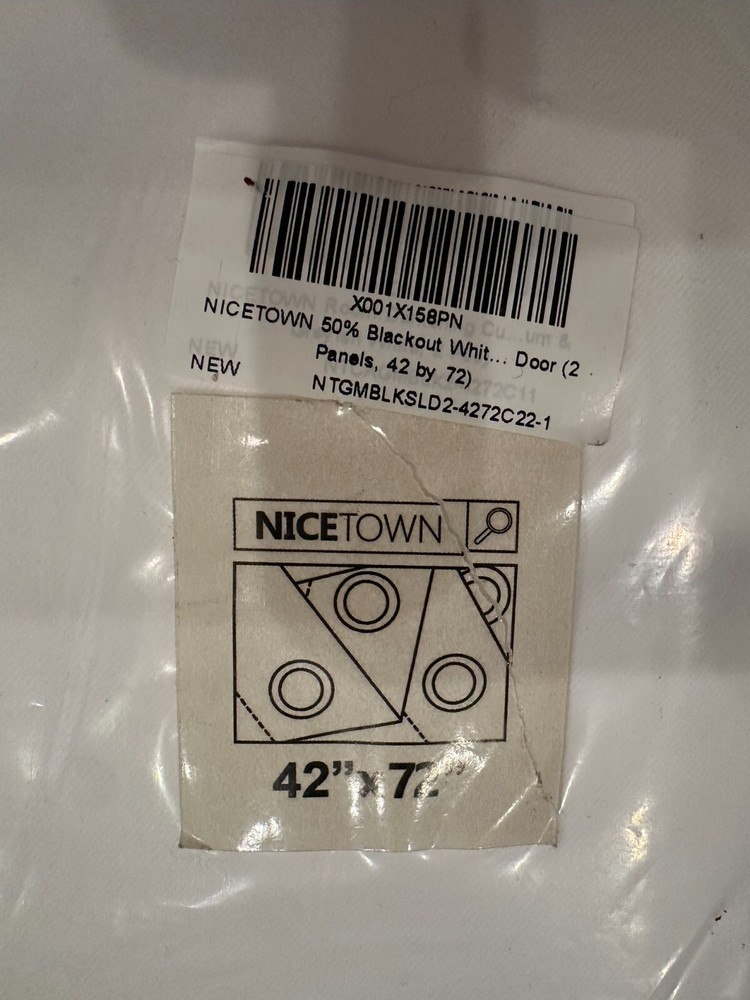 X001X158PN
NICETOWN 50% Blackout Whit... Door (2
Panels, 42 by 72)
NEW
NTGMBLKSLD2-4272C22-1
NICETOWN
42”x72”